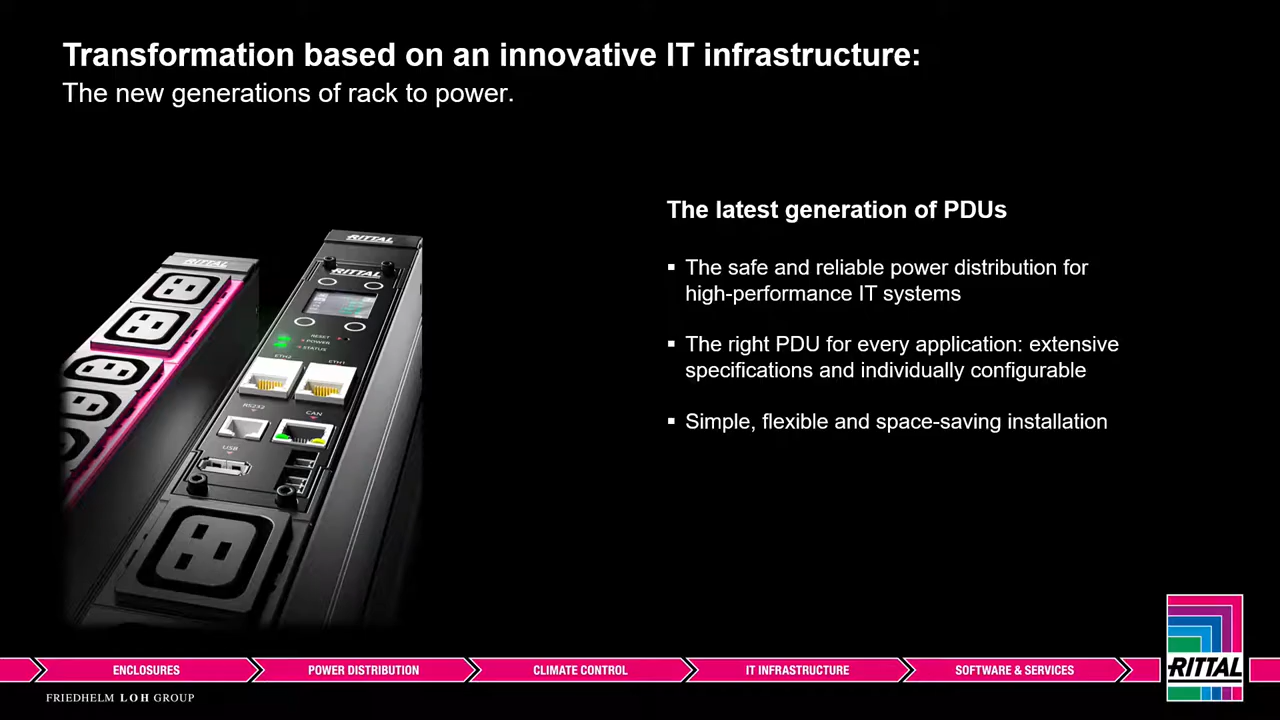 Transformation based on an innovative IT infrastructure:
The new generations of rack to power.
The latest generation of PDUs
▪ The safe and reliable power distribution for
high-performance IT systems
▪ The right PDU for every application: extensive
specifications and individually configurable
▪ Simple, flexible and space-saving installation
RITTAL
RITTAL
RITTAL
RESET
POWER
STATUS
ETH2
ETH1
RS232
CAN
USB
ENCLOSURES
POWER DISTRIBUTION
CLIMATE CONTROL
IT INFRASTRUCTURE
SOFTWARE & SERVICES
RITTAL
FRIEDHELM LOH GROUP